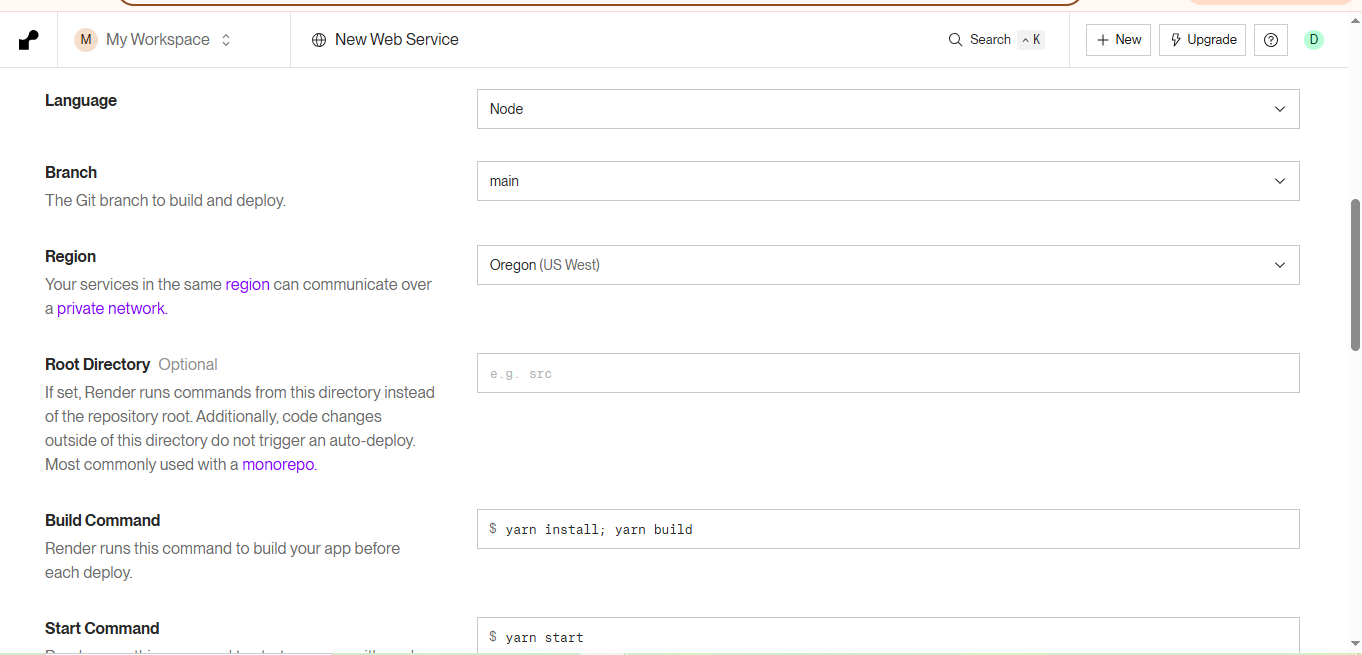 M My Workspace New Web Service Search ^ K + New Upgrade D
Language
Node
Branch
main
The Git branch to build and deploy.
Region
Oregon (US West)
Your services in the same region can communicate over
a private network.
Root Directory Optional
e.g. src
If set, Render runs commands from this directory instead
of the repository root. Additionally, code changes
outside of this directory do not trigger an auto-deploy.
Most commonly used with a monorepo.
Build Command
$ yarn install; yarn build
Render runs this command to build your app before
each deploy.
Start Command
$ yarn start